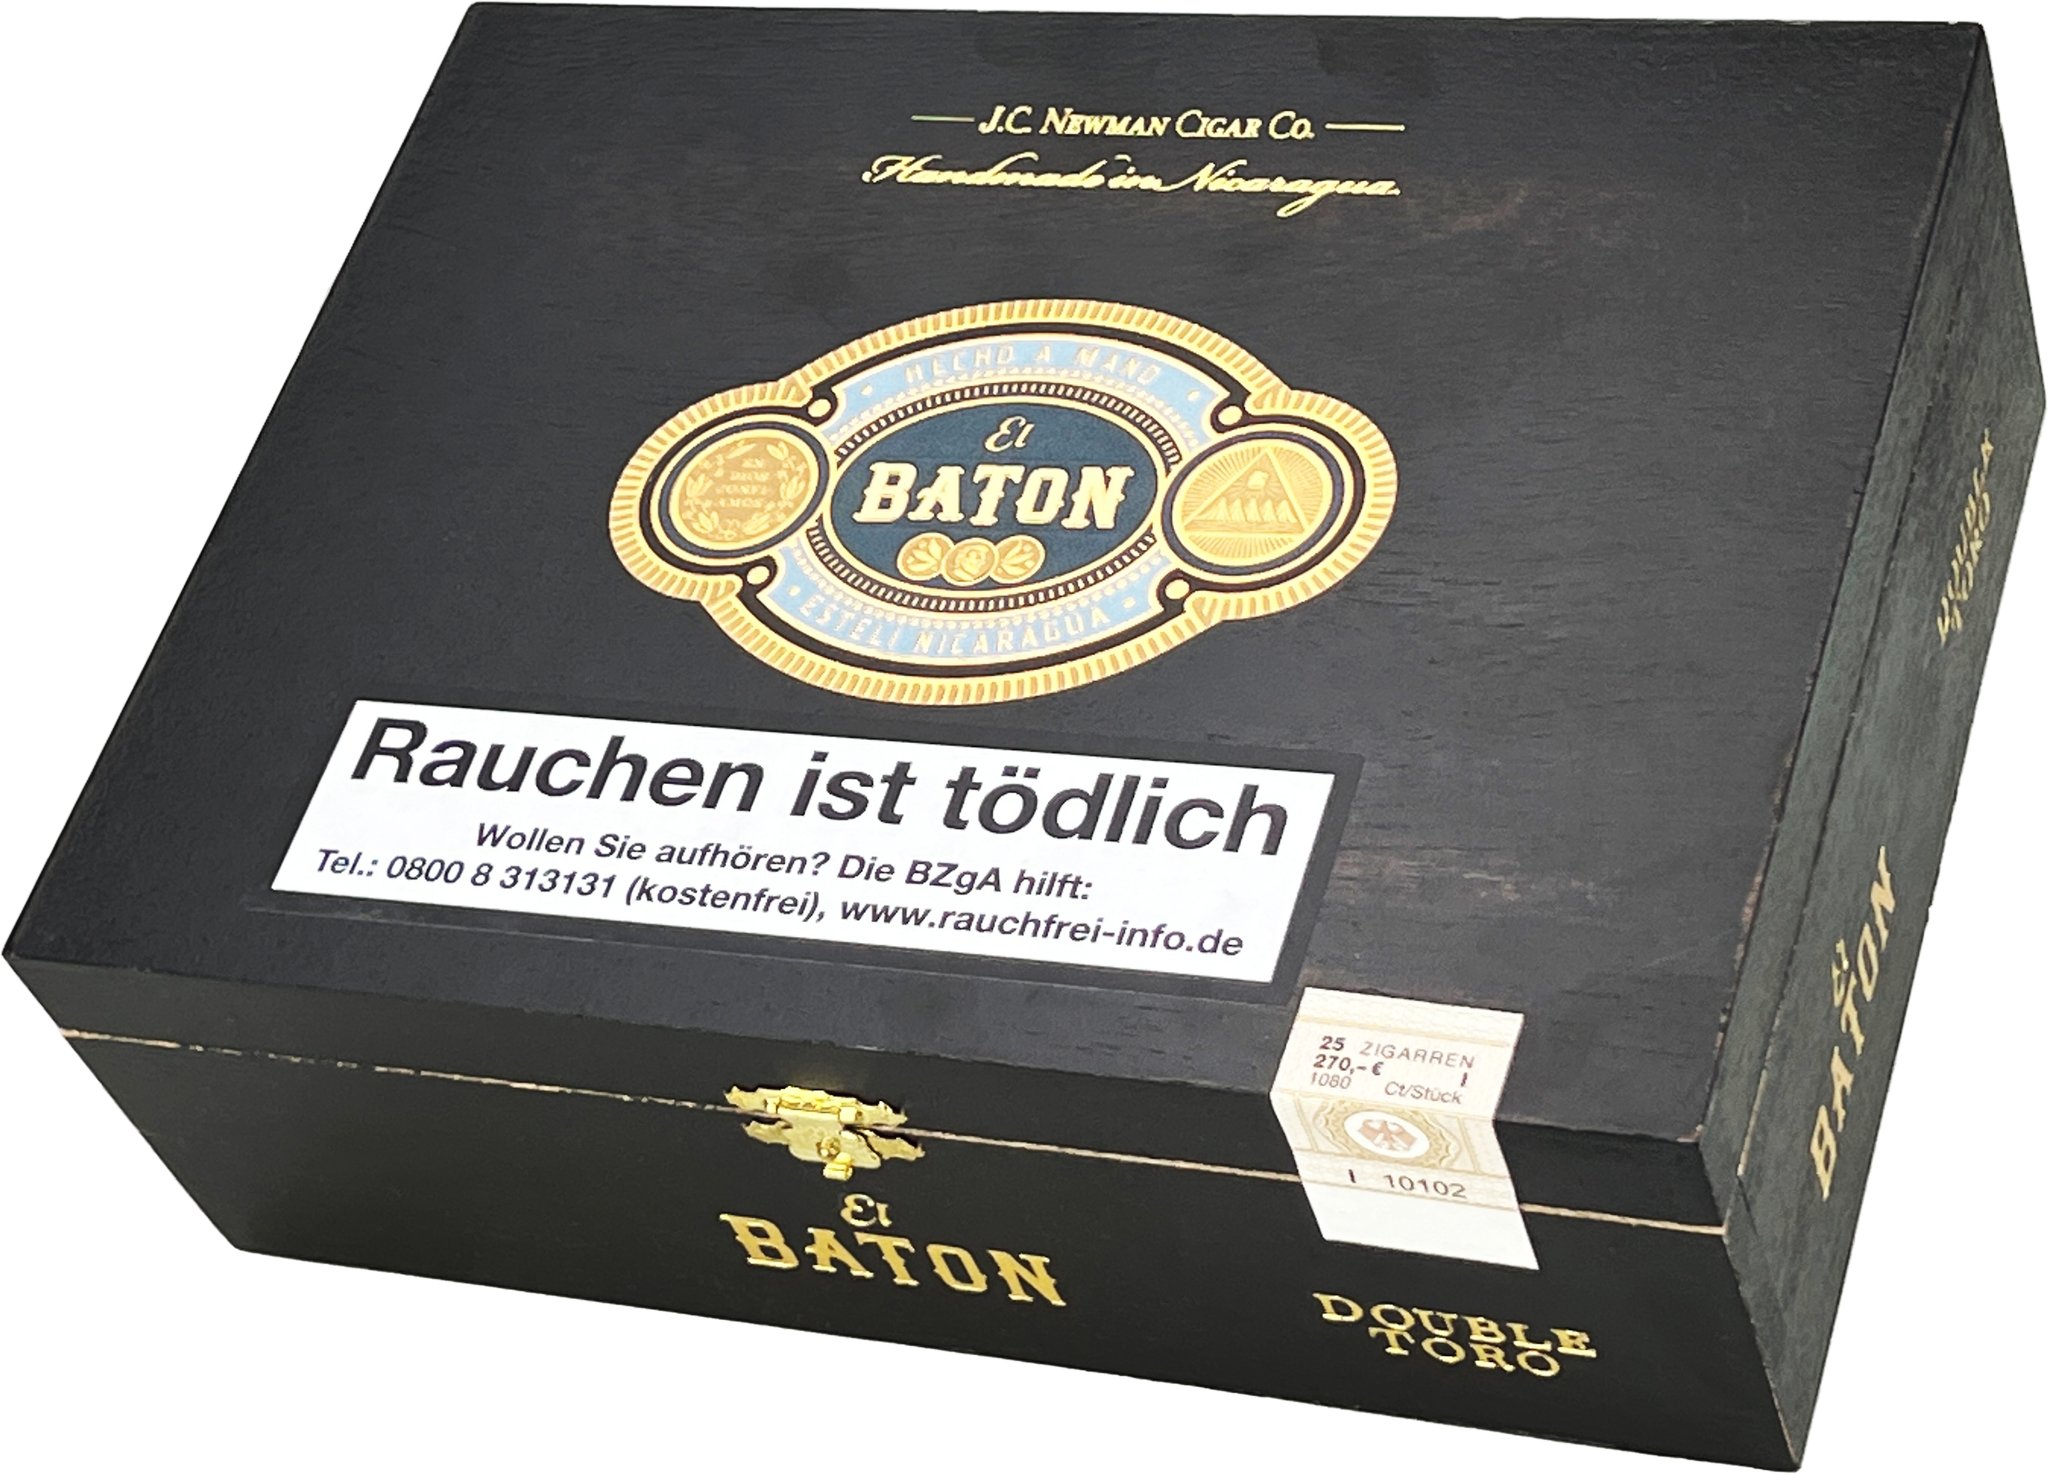 J.C. NEWMAN CIGAR CO.
Handmade in Nicaragua.
HECHO A MANO
El
BATON
ESTELI NICARAGUA
Rauchen ist tödlich
Wollen Sie aufhören? Die BZgA hilft:
Tel.: 0800 8 313131 (kostenfrei), www.rauchfrei-info.de
25 ZIGARREN
270,-€ I
1080 Ct/Stück
I 10102
El
BATON
DOUBLE
TORO
El
BATON
DOUBLE
TORO